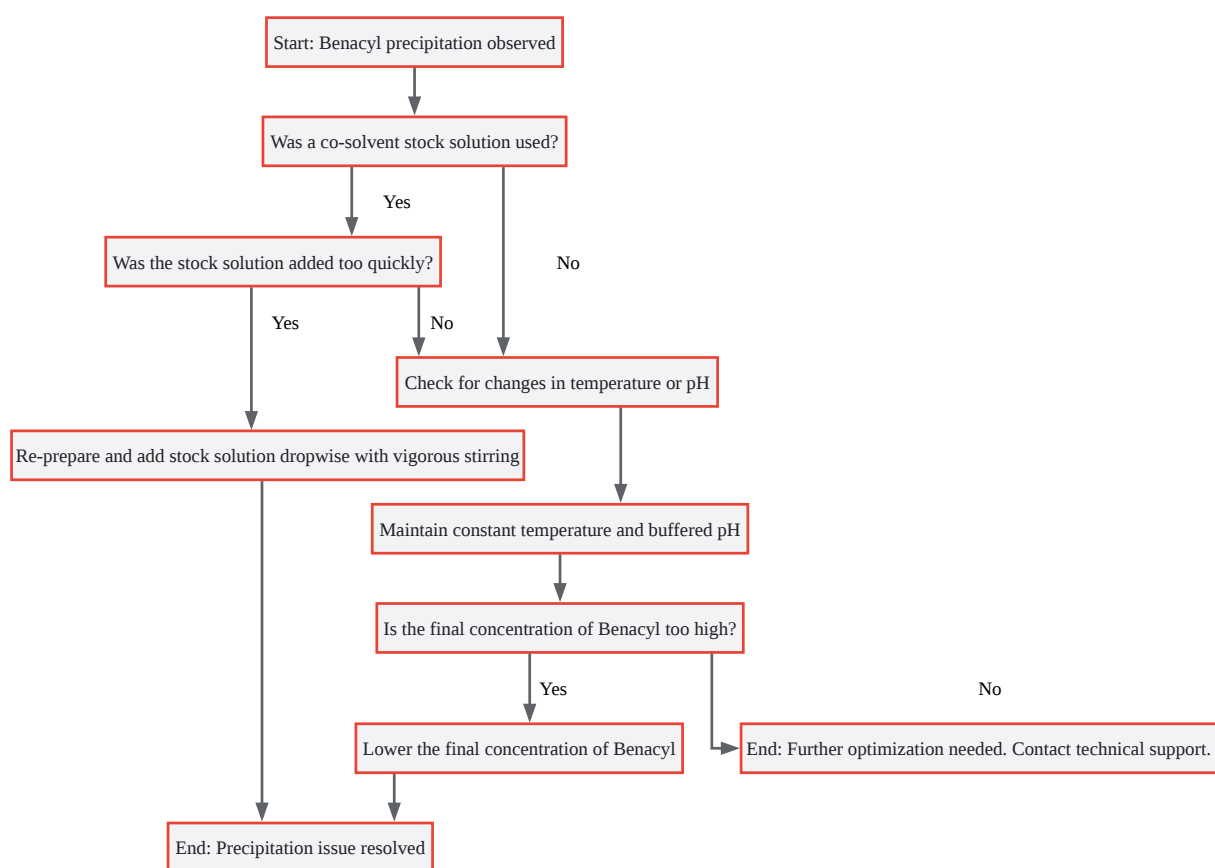 Start: Benacyl precipitation observed
Was a co-solvent stock solution used?
Yes
Was the stock solution added too quickly?
No
Yes
No
Check for changes in temperature or pH
Re-prepare and add stock solution dropwise with vigorous stirring
Maintain constant temperature and buffered pH
Is the final concentration of Benacyl too high?
Yes
No
Lower the final concentration of Benacyl
End: Further optimization needed. Contact technical support.
End: Precipitation issue resolved